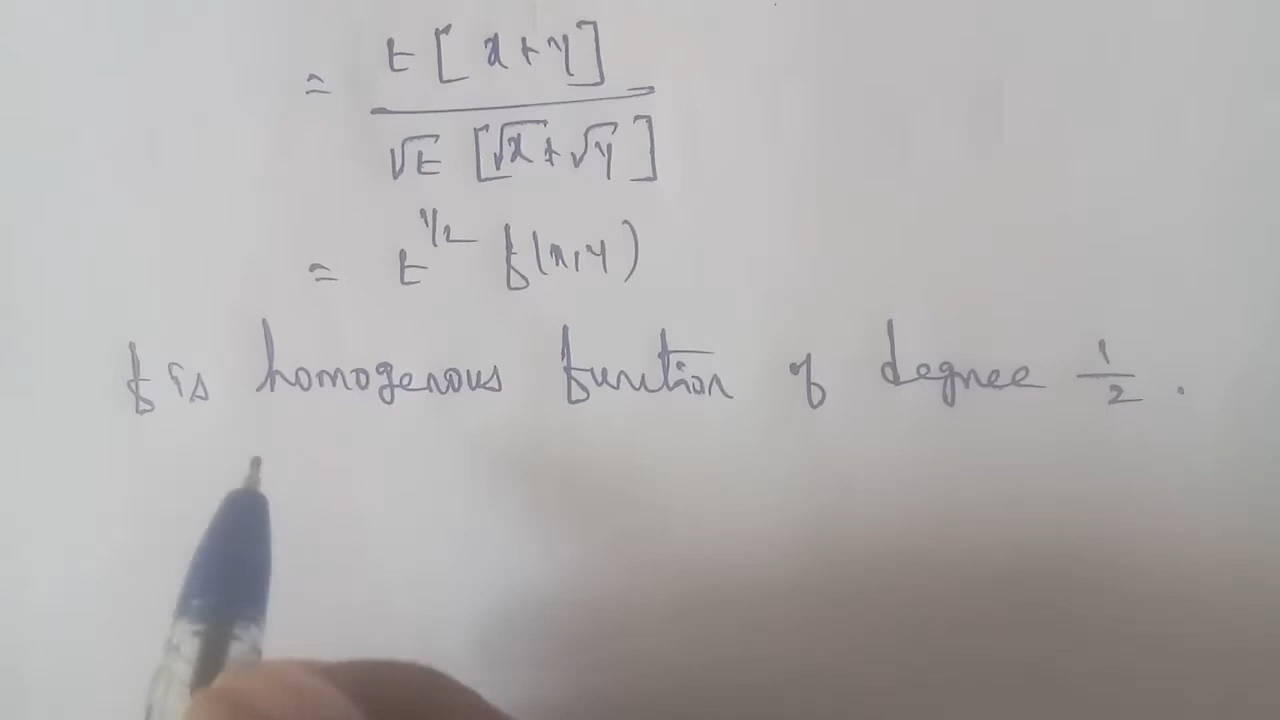 = t [ x + y ] / √t [ √x + √y ]
= t^1/2 f(x,y)
f is homogenous function of degree 1/2 .